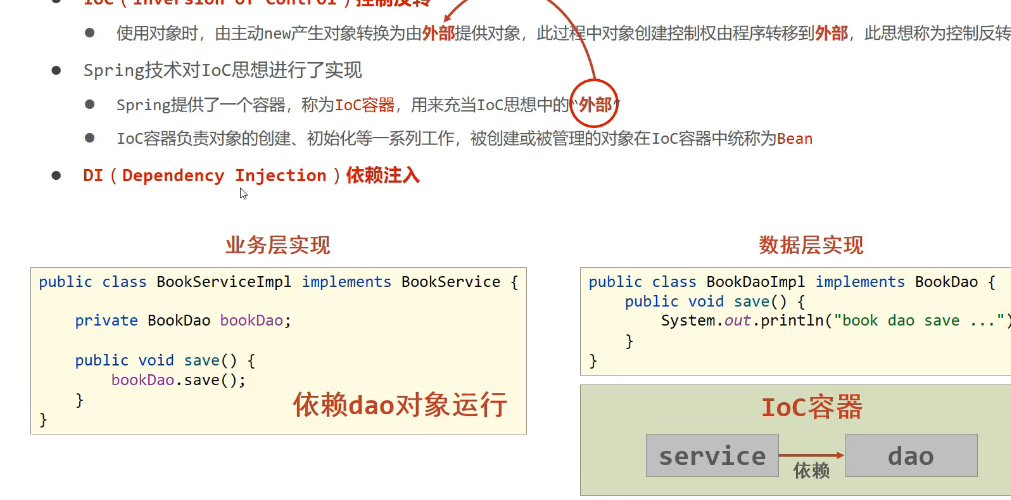 IoC（Inversion of Control）控制反转
使用对象时，由主动new产生对象转换为由外部提供对象，此过程中对象创建控制权由程序转移到外部，此思想称为控制反转
Spring技术对IoC思想进行了实现
Spring提供了一个容器，称为IoC容器，用来充当IoC思想中的“外部”
IoC容器负责对象的创建、初始化等一系列工作，被创建或被管理的对象在IoC容器中统称为Bean
DI（Dependency Injection）依赖注入
业务层实现
public class BookServiceImpl implements BookService {
private BookDao bookDao;
public void save() {
bookDao.save();
}
}
依赖dao对象运行
数据层实现
public class BookDaoImpl implements BookDao {
public void save() {
System.out.println("book dao save ...")
}
}
IoC容器
service
依赖
dao